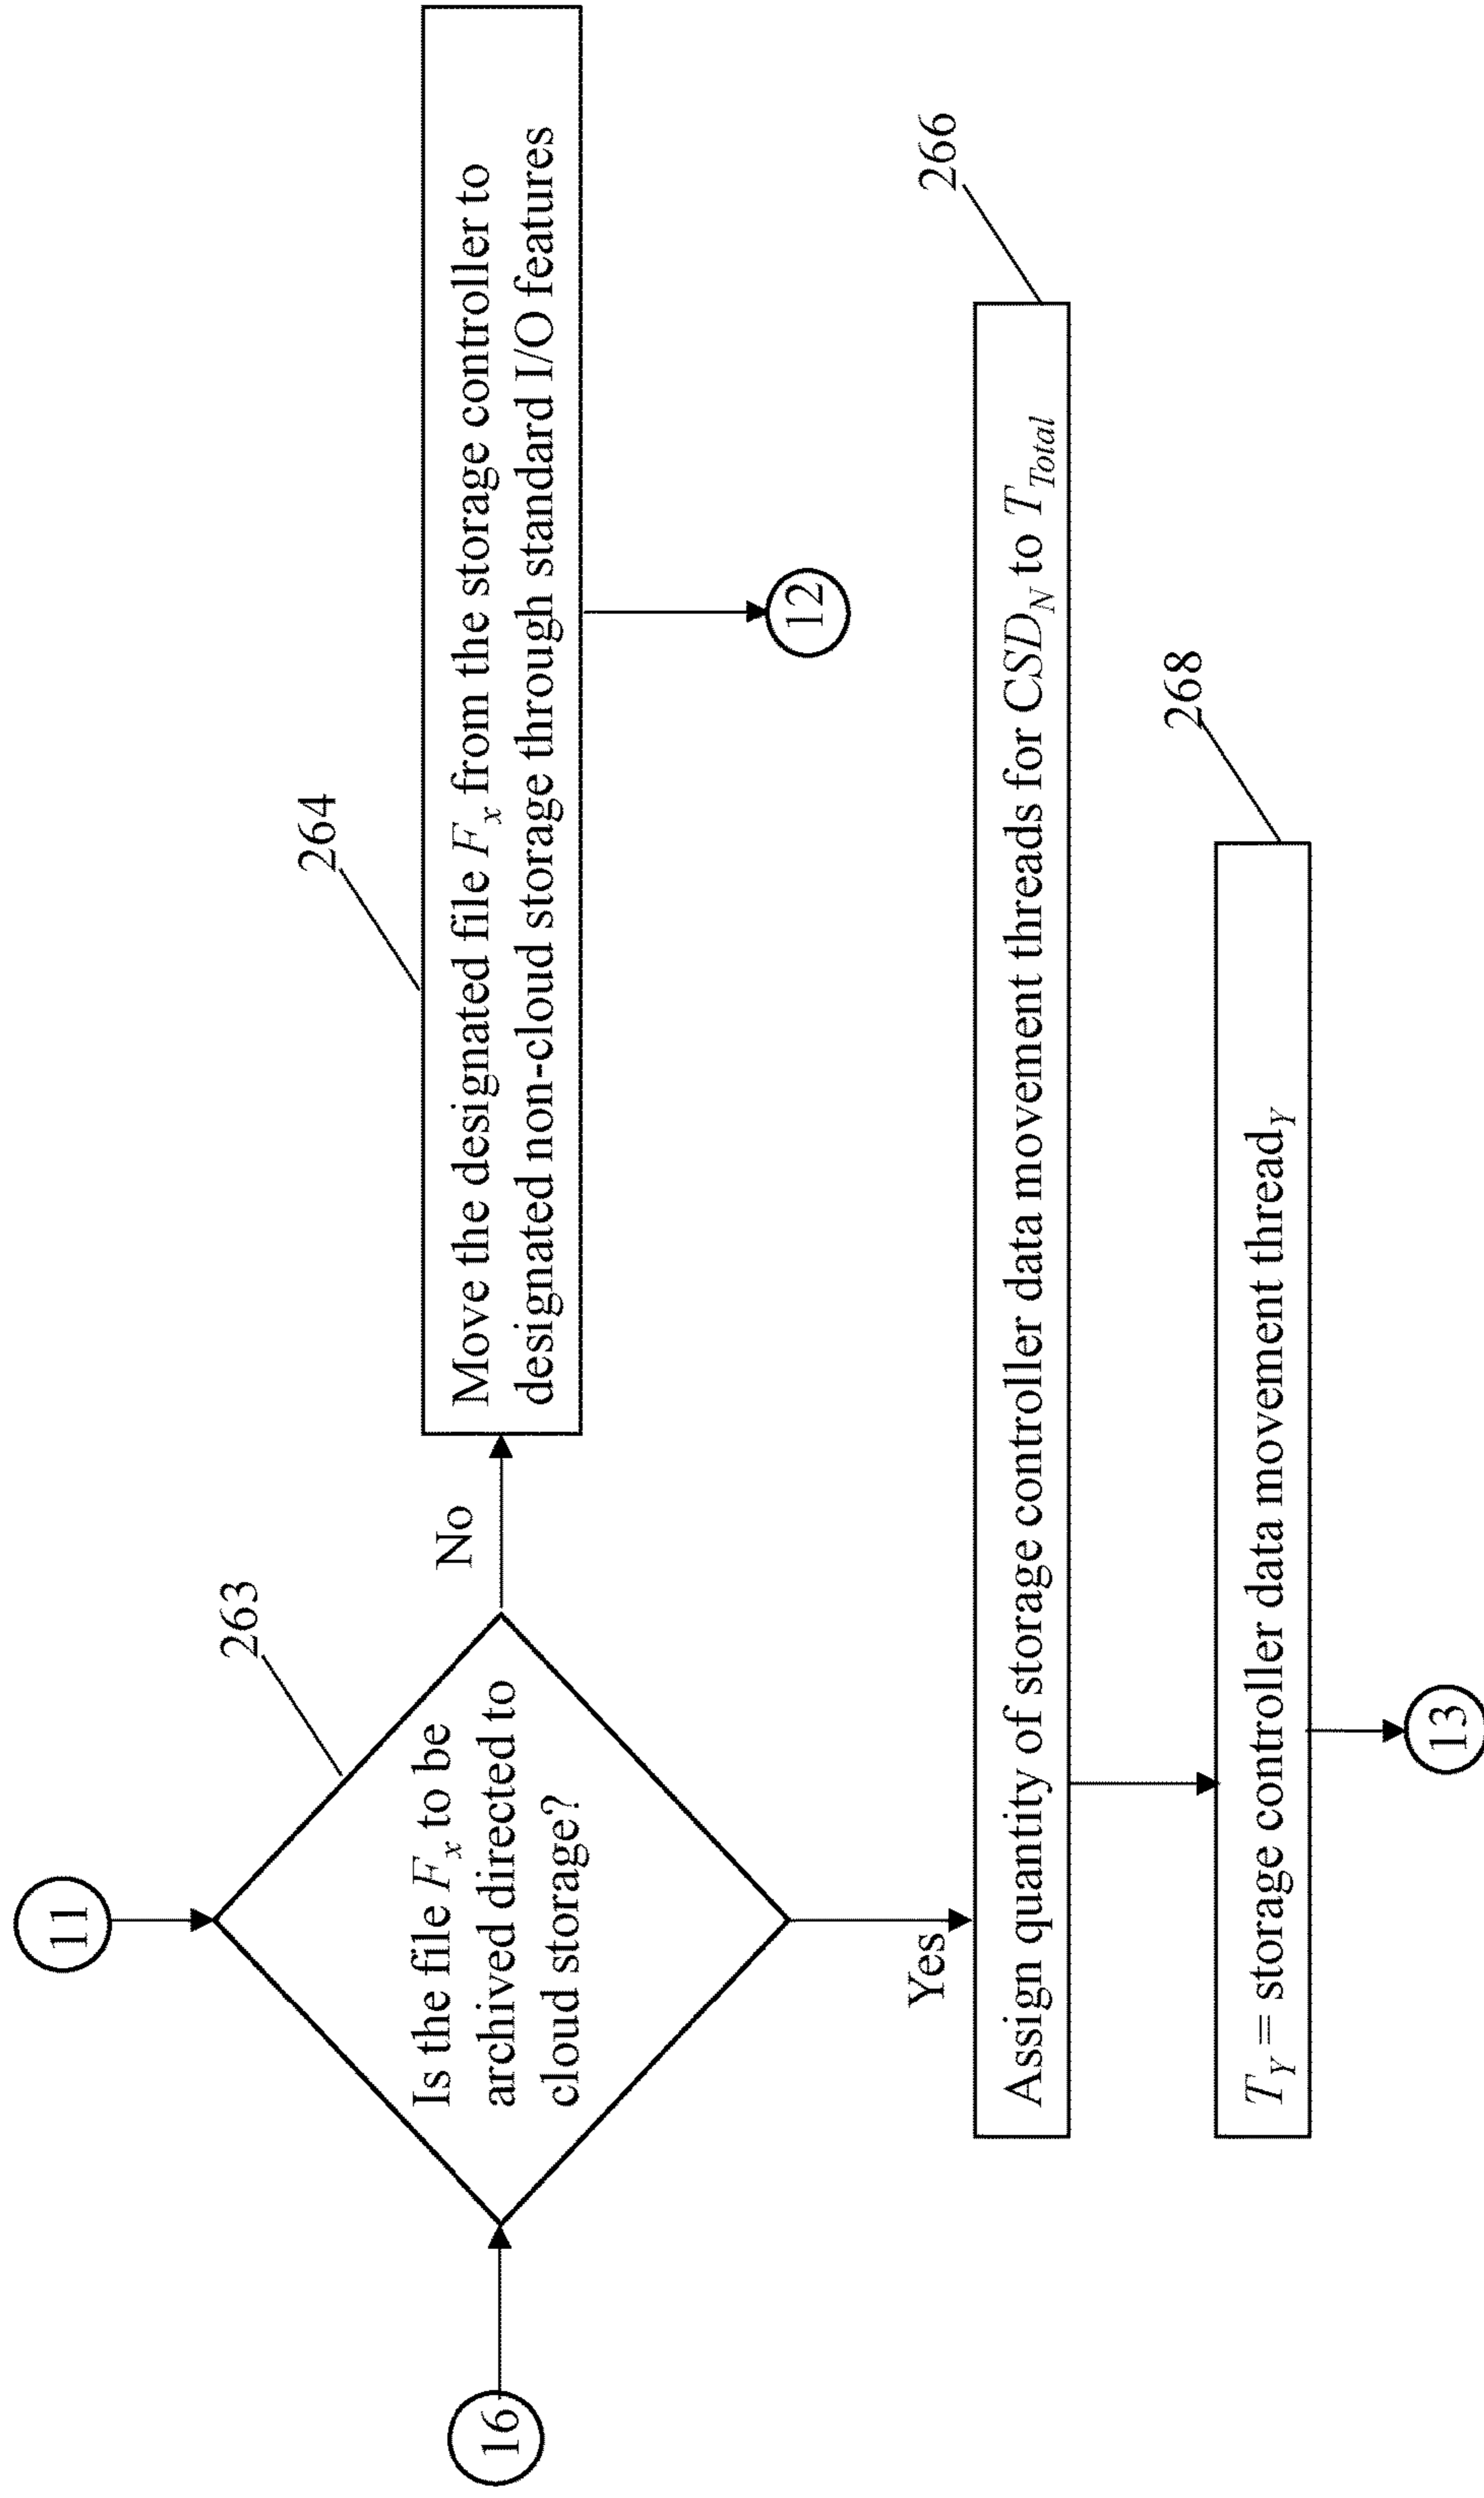 11
263
16
Is the file F_x to be
archived directed to
cloud storage?
No
264
Move the designated file F_x from the storage controller to
designated non-cloud storage through standard I/O features
12
Yes
266
Assign quantity of storage controller data movement threads for CSD_N to T_Total
268
T_Y = storage controller data movement thread_Y
13